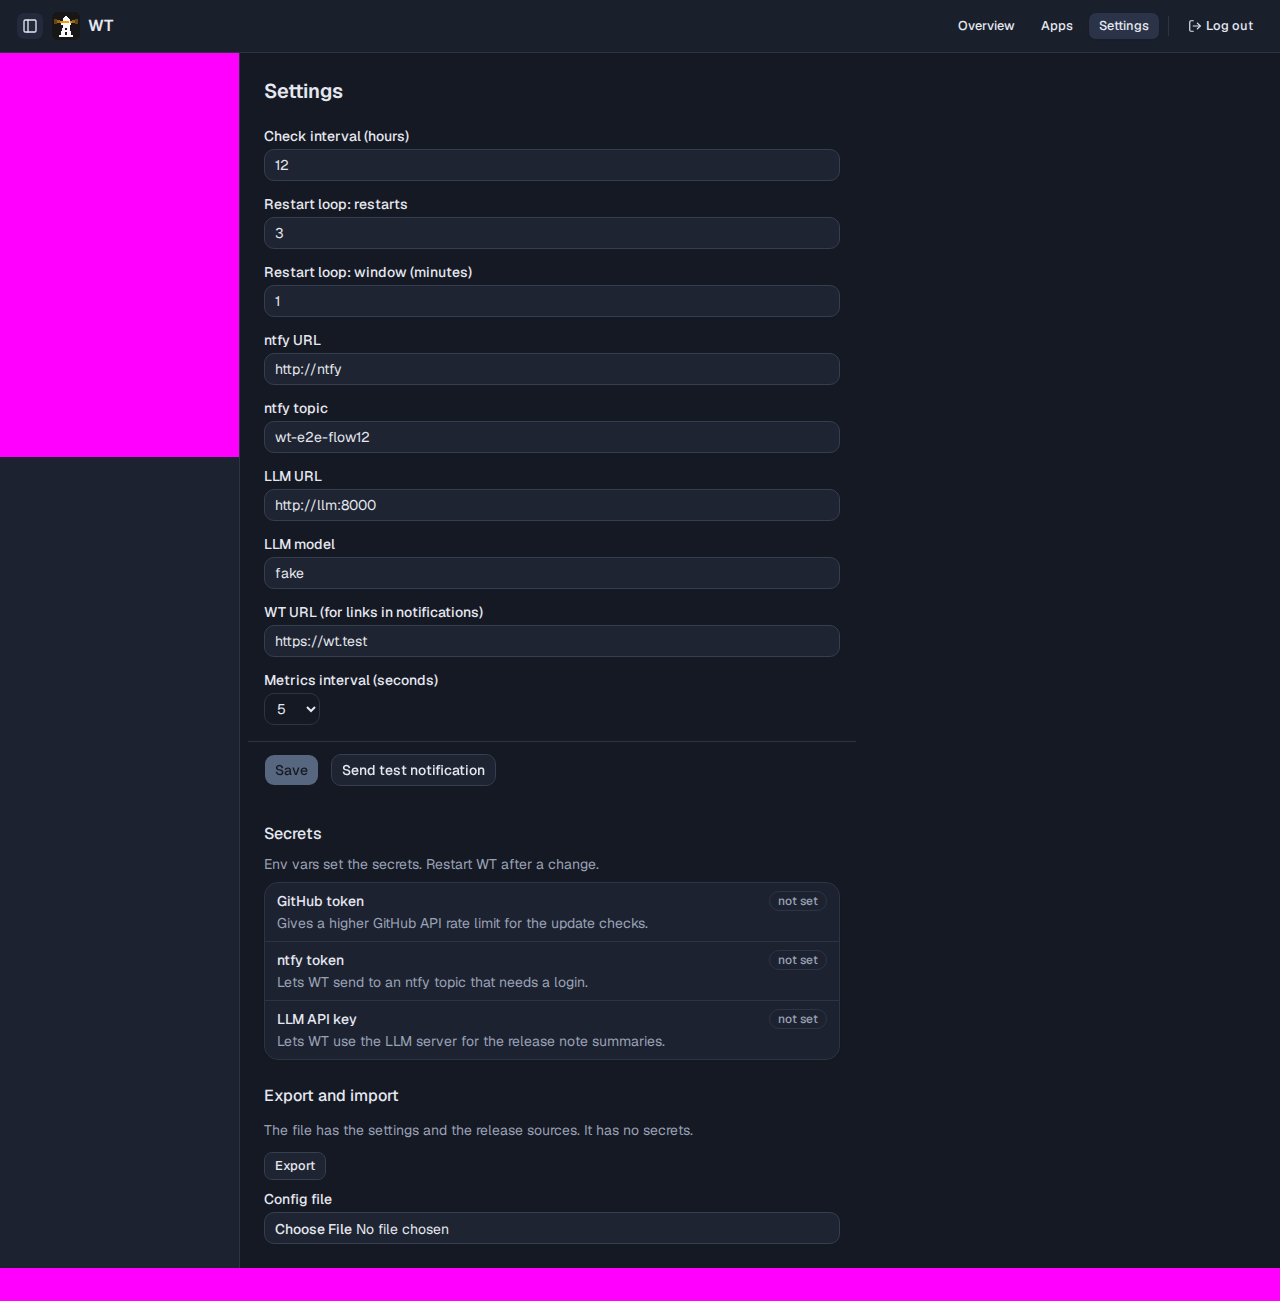 WT
Overview
Apps
Settings
Log out
Settings
Check interval (hours)
12
Restart loop: restarts
3
Restart loop: window (minutes)
1
ntfy URL
http://ntfy
ntfy topic
wt-e2e-flow12
LLM URL
http://llm:8000
LLM model
fake
WT URL (for links in notifications)
https://wt.test
Metrics interval (seconds)
5
Save
Send test notification
Secrets
Env vars set the secrets. Restart WT after a change.
GitHub token
not set
Gives a higher GitHub API rate limit for the update checks.
ntfy token
not set
Lets WT send to an ntfy topic that needs a login.
LLM API key
not set
Lets WT use the LLM server for the release note summaries.
Export and import
The file has the settings and the release sources. It has no secrets.
Export
Config file
Choose File No file chosen